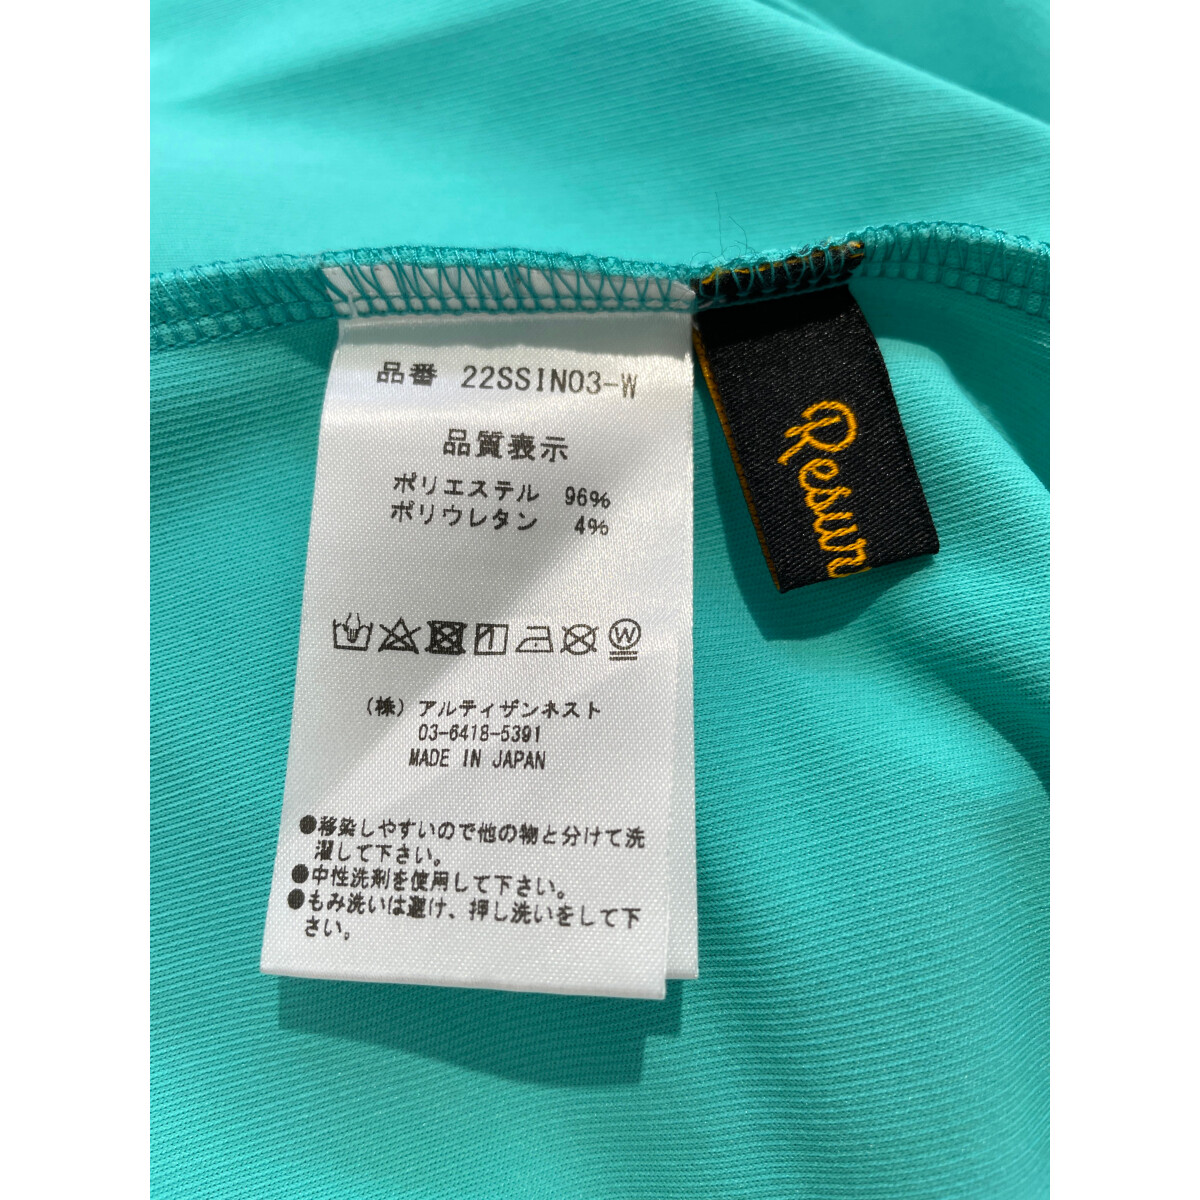 品番 22SSIN03-W
品質表示
ポリエステル 96%
ポリウレタン 4%
W
(株)アルティザンネスト
03-6418-5391
MADE IN JAPAN
●移染しやすいので他の物と分けて洗
濯して下さい。
●中性洗剤を使用して下さい。
●もみ洗いは避け、押し洗いをして下
さい。
Resur